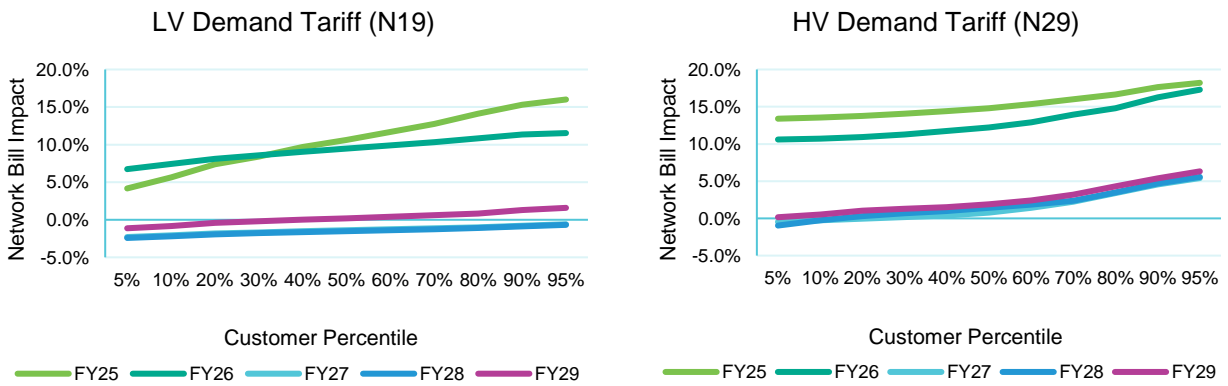 LV Demand Tariff (N19)
Network Bill Impact
20.0%
15.0%
10.0%
5.0%
0.0%
-5.0%
5% 10% 20% 30% 40% 50% 60% 70% 80% 90% 95%
Customer Percentile
FY25 FY26 FY27 FY28 FY29
HV Demand Tariff (N29)
Network Bill Impact
20.0%
15.0%
10.0%
5.0%
0.0%
-5.0%
5% 10% 20% 30% 40% 50% 60% 70% 80% 90% 95%
Customer Percentile
FY25 FY26 FY27 FY28 FY29